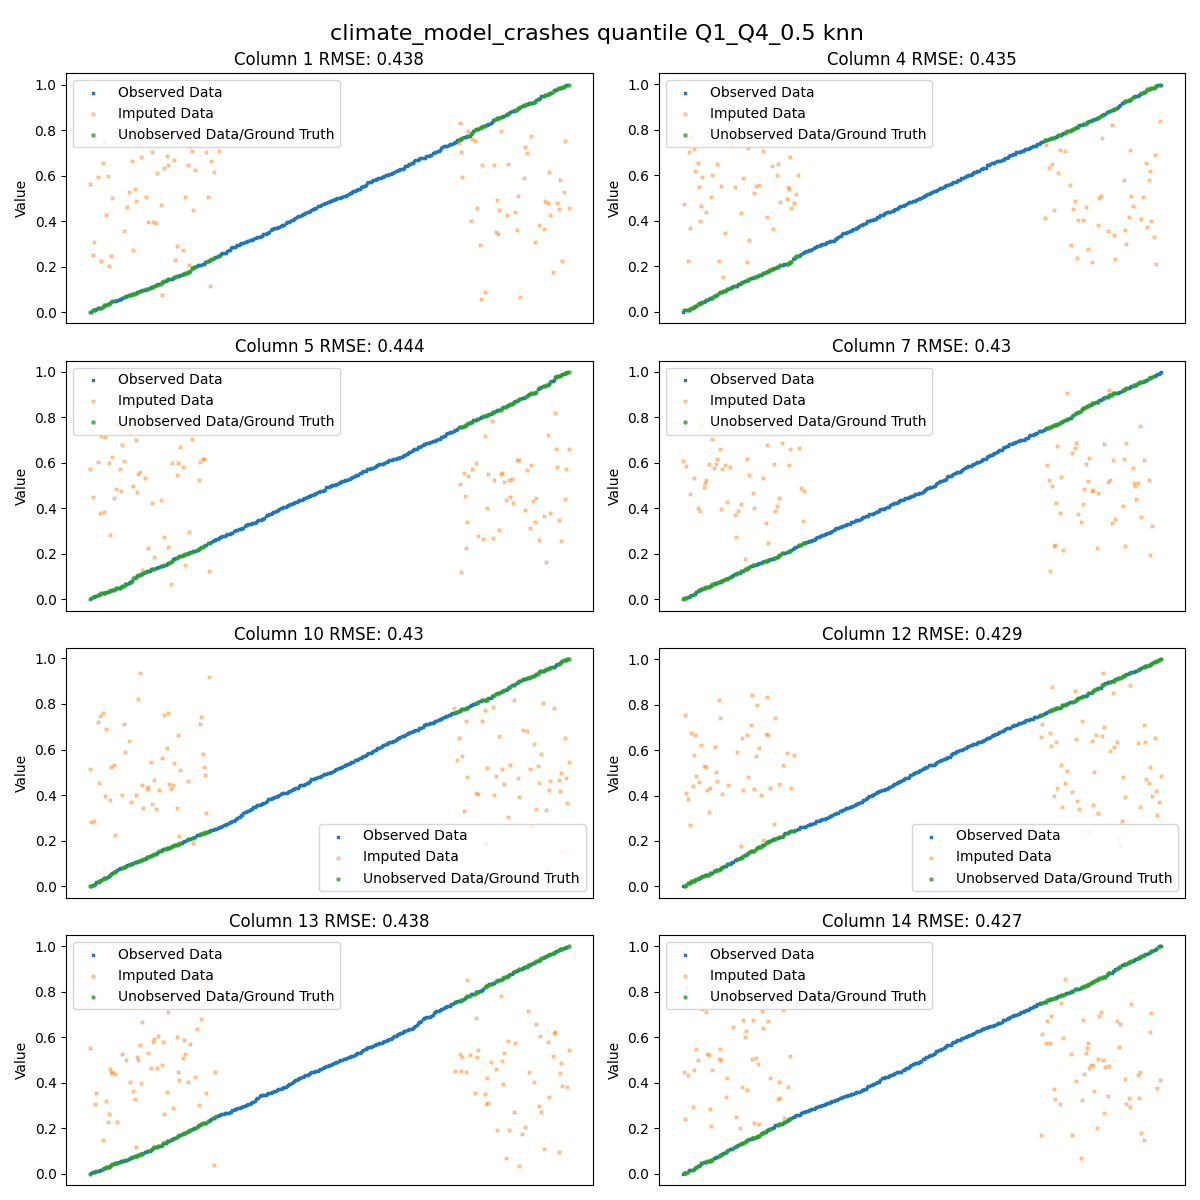 climate_model_crashes quantile Q1_Q4_0.5 knn
Column 1 RMSE: 0.438
1.0
0.8
0.6
0.4
0.2
0.0
Value
Observed Data
Imputed Data
Unobserved Data/Ground Truth
Column 4 RMSE: 0.435
1.0
0.8
0.6
0.4
0.2
0.0
Value
Observed Data
Imputed Data
Unobserved Data/Ground Truth
Column 5 RMSE: 0.444
1.0
0.8
0.6
0.4
0.2
0.0
Value
Observed Data
Imputed Data
Unobserved Data/Ground Truth
Column 7 RMSE: 0.43
1.0
0.8
0.6
0.4
0.2
0.0
Value
Observed Data
Imputed Data
Unobserved Data/Ground Truth
Column 10 RMSE: 0.43
1.0
0.8
0.6
0.4
0.2
0.0
Value
Observed Data
Imputed Data
Unobserved Data/Ground Truth
Column 12 RMSE: 0.429
1.0
0.8
0.6
0.4
0.2
0.0
Value
Observed Data
Imputed Data
Unobserved Data/Ground Truth
Column 13 RMSE: 0.438
1.0
0.8
0.6
0.4
0.2
0.0
Value
Observed Data
Imputed Data
Unobserved Data/Ground Truth
Column 14 RMSE: 0.427
1.0
0.8
0.6
0.4
0.2
0.0
Value
Observed Data
Imputed Data
Unobserved Data/Ground Truth